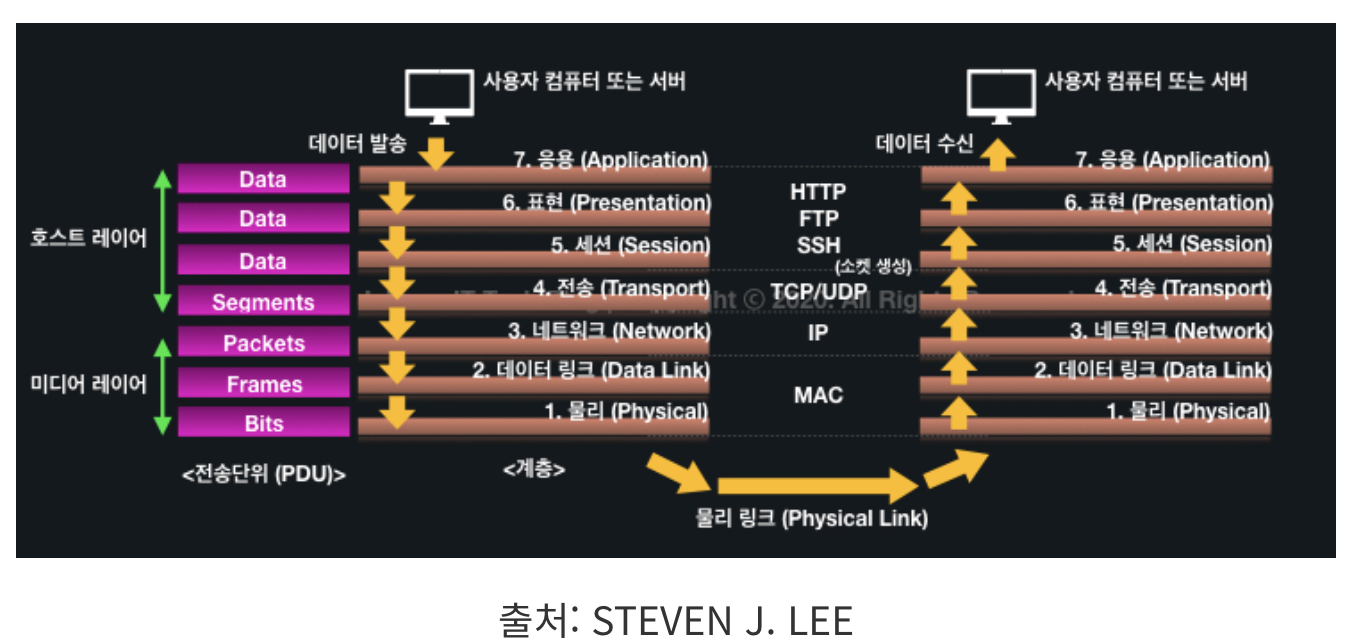 사용자 컴퓨터 또는 서버
사용자 컴퓨터 또는 서버
데이터 발송
데이터 수신
7. 응용 (Application)
7. 응용 (Application)
Data
HTTP
6. 표현 (Presentation)
6. 표현 (Presentation)
Data
FTP
호스트 레이어
5. 세션 (Session)
SSH
5. 세션 (Session)
Data
(소켓 생성)
4. 전송 (Transport)
TCP/UDP
4. 전송 (Transport)
Segments
ht © 2020. All Rig
3. 네트워크 (Network)
IP
3. 네트워크 (Network)
Packets
2. 데이터 링크 (Data Link)
2. 데이터 링크 (Data Link)
미디어 레이어
Frames
MAC
1. 물리 (Physical)
1. 물리 (Physical)
Bits
<전송단위 (PDU)>
<계층>
물리 링크 (Physical Link)
출처: STEVEN J. LEE